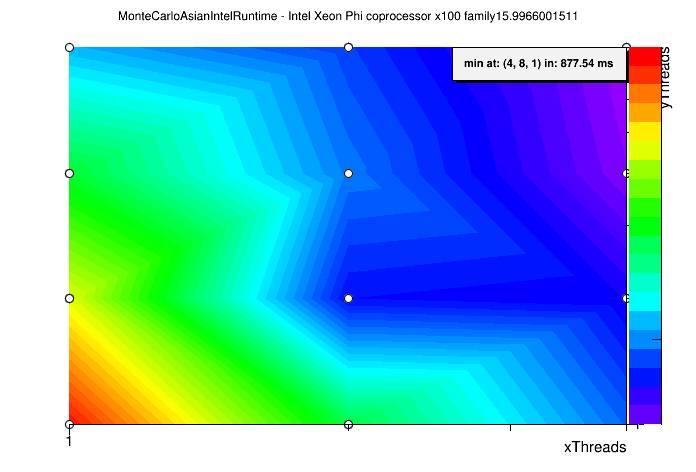 MonteCarloAsianIntelRuntime - Intel Xeon Phi coprocessor x100 family15.9966001511
min at: (4, 8, 1) in: 877.54 ms
yThreads
1
xThreads